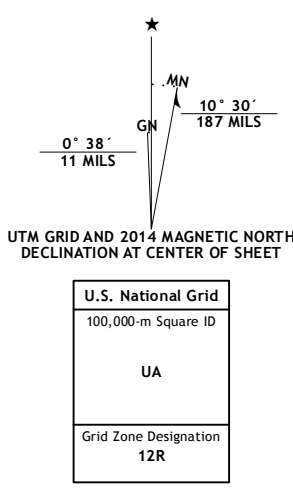 MN
GN
10° 30´
187 MILS
0° 38´
11 MILS
UTM GRID AND 2014 MAGNETIC NORTH
DECLINATION AT CENTER OF SHEET
U.S. National Grid
100,000-m Square ID
UA
Grid Zone Designation
12R